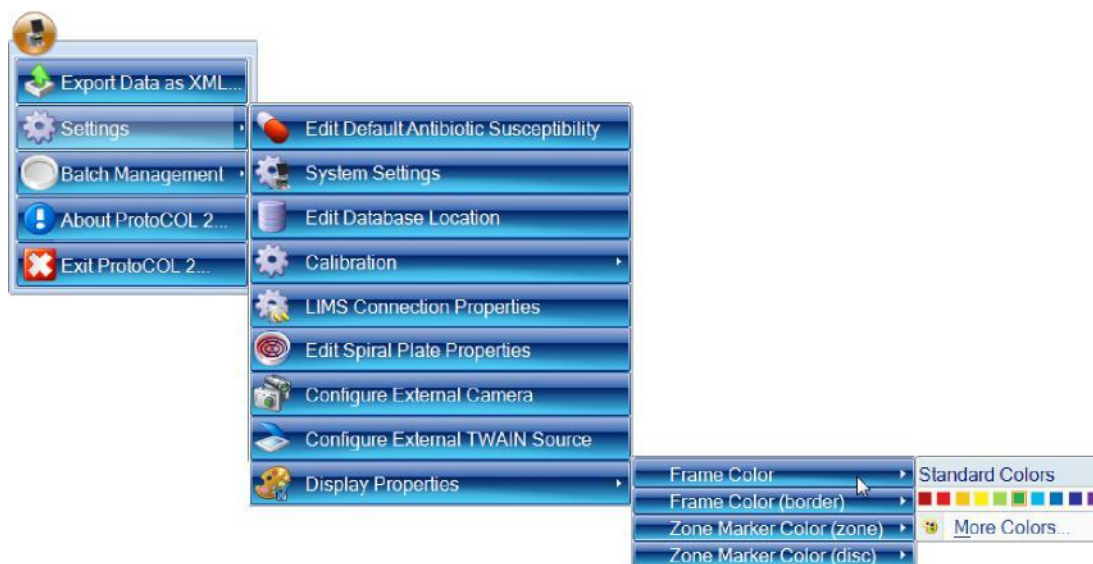 Export Data as XML...
Settings
Batch Management
About ProtoCOL 2...
Exit ProtoCOL 2...
Edit Default Antibiotic Susceptibility
System Settings
Edit Database Location
Calibration
LIMS Connection Properties
Edit Spiral Plate Properties
Configure External Camera
Configure External TWAIN Source
Display Properties
Frame Color
Frame Color (border)
Zone Marker Color (zone)
Zone Marker Color (disc)
Standard Colors
More Colors...